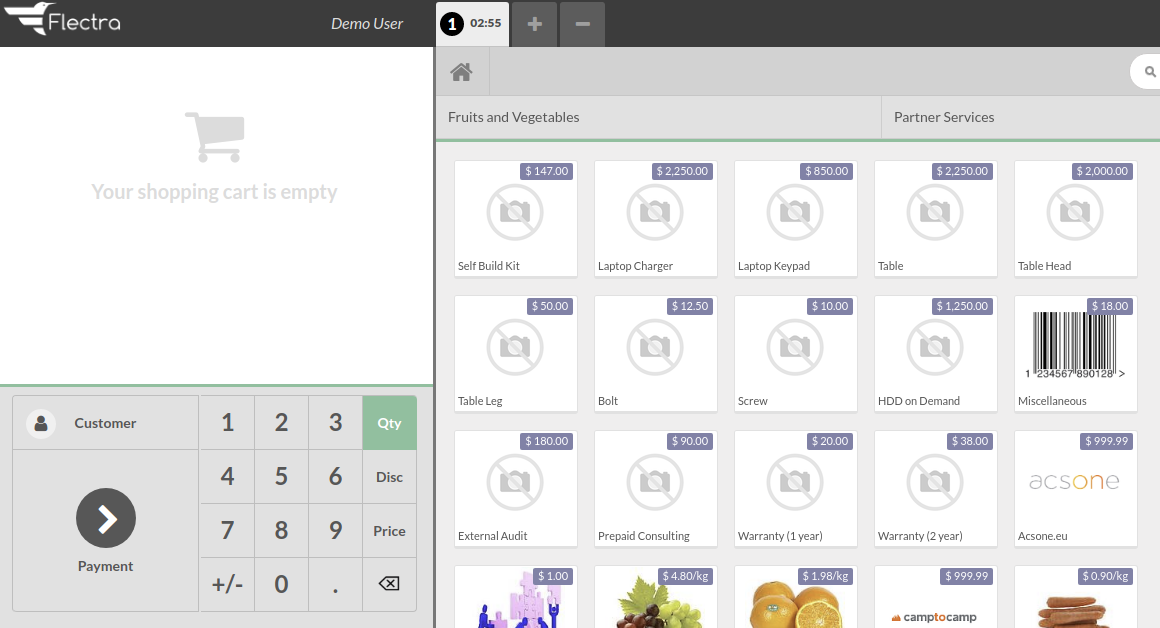 Flectra
Demo User
1 02:55
Fruits and Vegetables
Partner Services
Your shopping cart is empty
$ 147.00
Self Build Kit
$ 2,250.00
Laptop Charger
$ 850.00
Laptop Keypad
$ 2,250.00
Table
$ 2,000.00
Table Head
$ 50.00
Table Leg
$ 12.50
Bolt
$ 10.00
Screw
$ 1,250.00
HDD on Demand
$ 18.00
1 234567 890128 >
Miscellaneous
$ 180.00
External Audit
$ 90.00
Prepaid Consulting
$ 20.00
Warranty (1 year)
$ 38.00
Warranty (2 year)
$ 999.99
acsone
Acsone.eu
$ 1.00
$ 4.80/kg
$ 1.98/kg
$ 999.99
camptocamp
$ 0.90/kg
Customer
Payment
1 2 3 Qty
4 5 6 Disc
7 8 9 Price
+/- 0 .